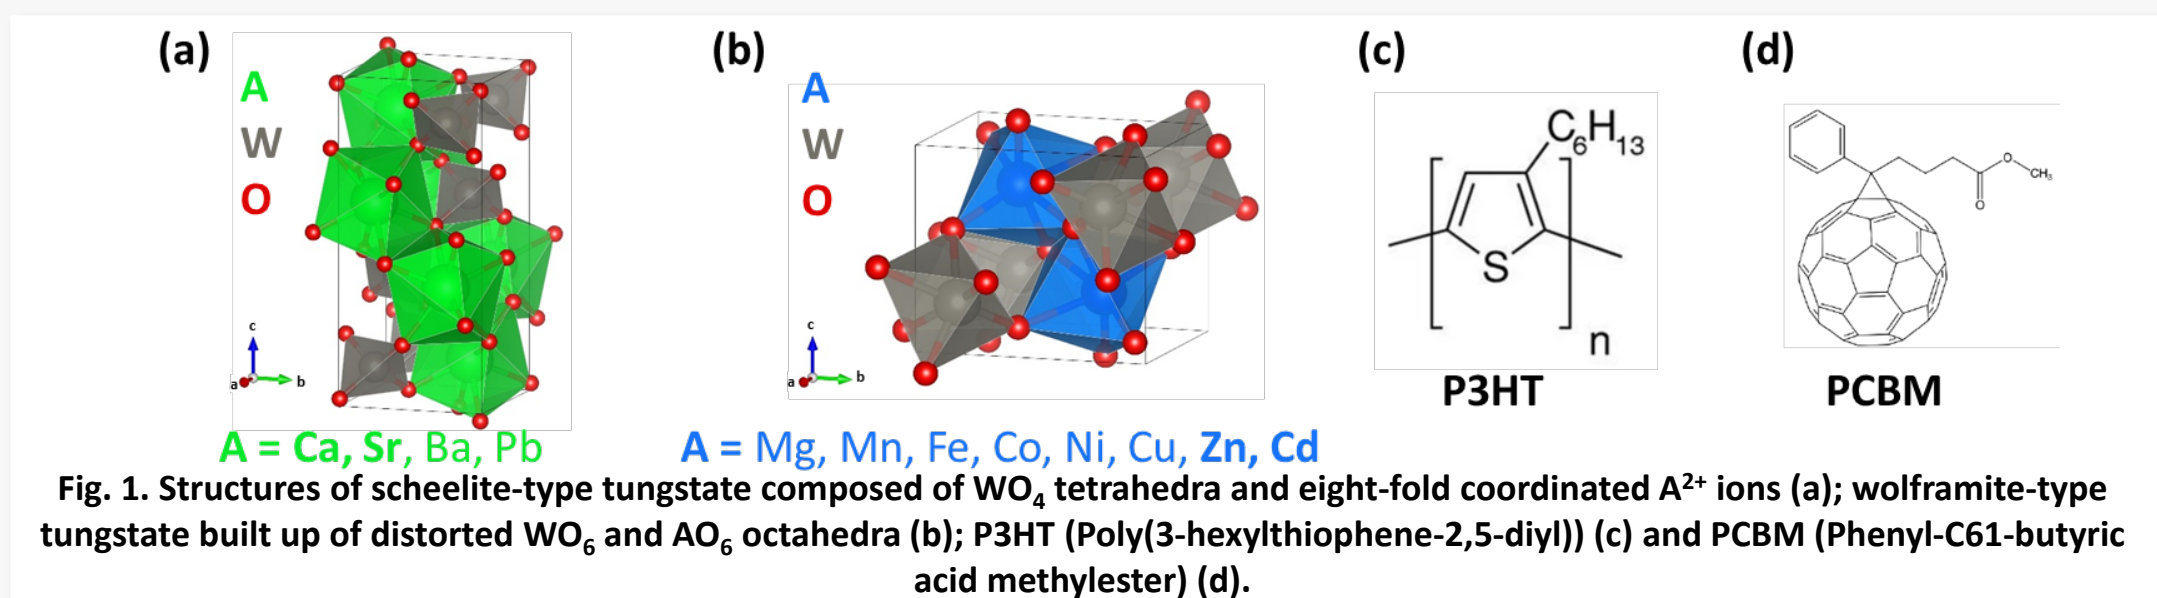 (a)
A
W
O
c
a
b
A = Ca, Sr, Ba, Pb
(b)
A
W
O
c
a
b
A = Mg, Mn, Fe, Co, Ni, Cu, Zn, Cd
(c)
C₆H₁₃
S
n
P3HT
(d)
O
CH₃
O
PCBM
Fig. 1. Structures of scheelite-type tungstate composed of WO₄ tetrahedra and eight-fold coordinated A²⁺ ions (a); wolframite-type
tungstate built up of distorted WO₆ and AO₆ octahedra (b); P3HT (Poly(3-hexylthiophene-2,5-diyl)) (c) and PCBM (Phenyl-C61-butyric
acid methylester) (d).